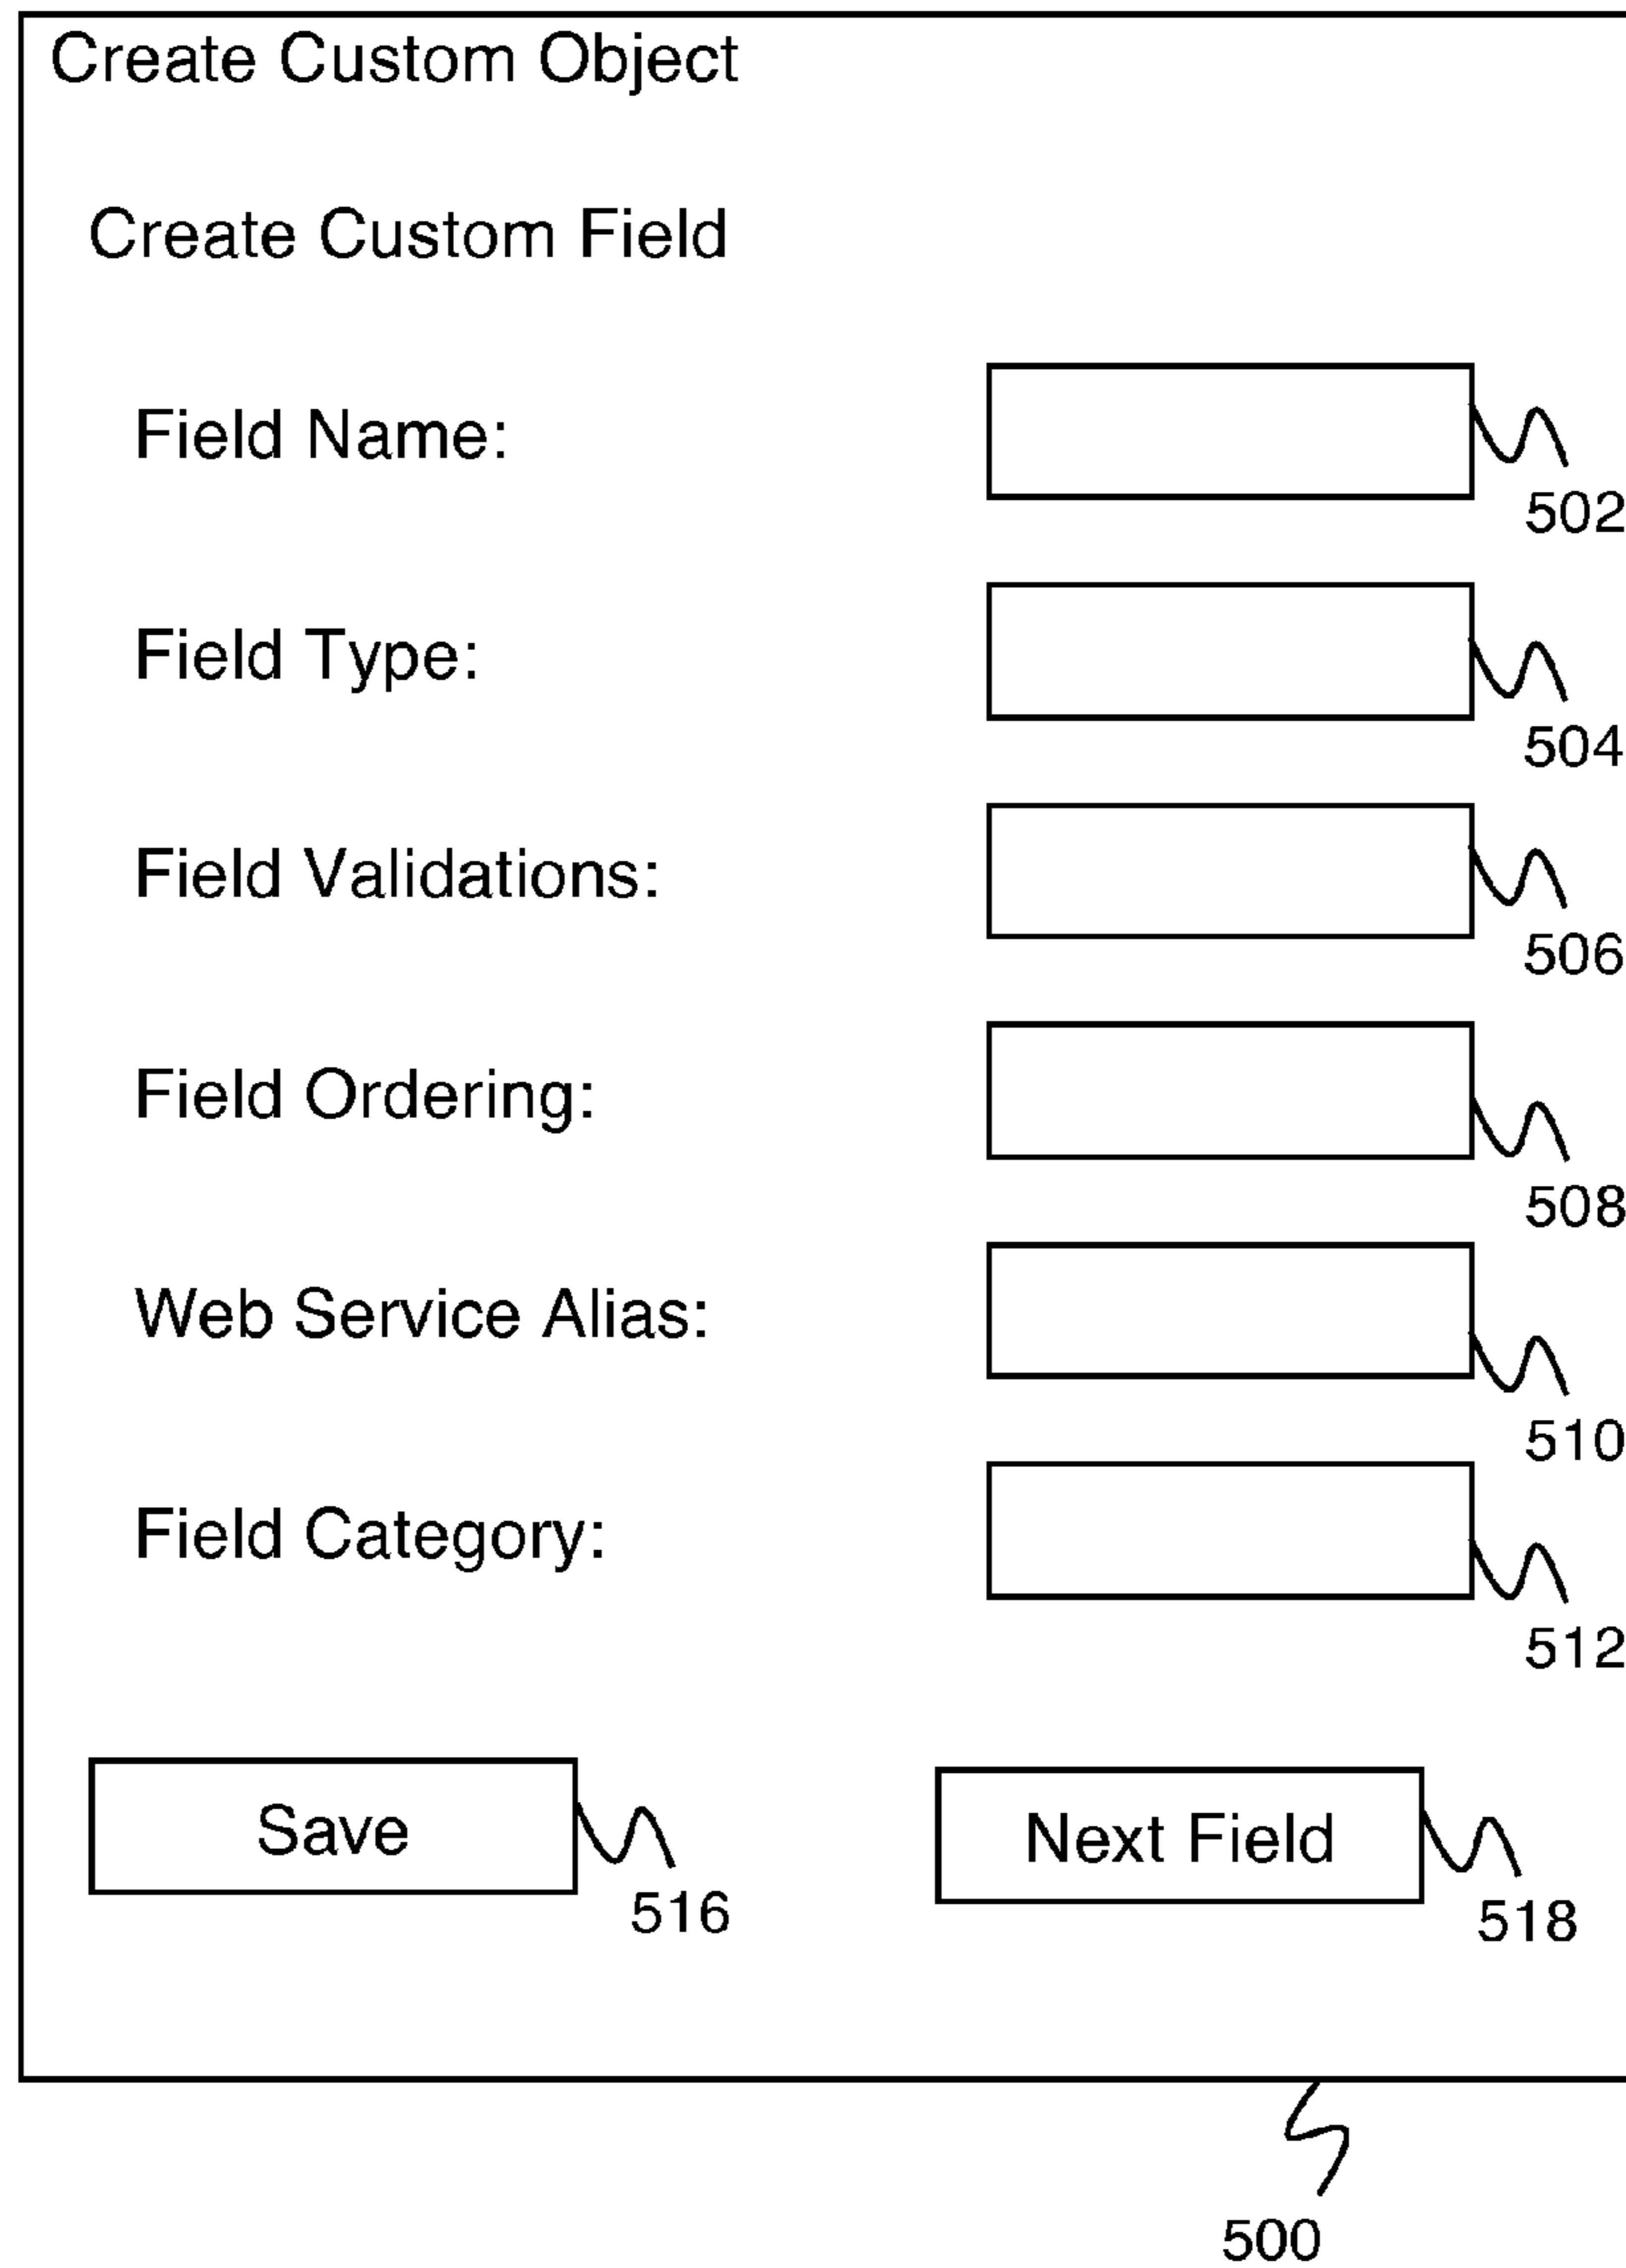 Create Custom Object
Create Custom Field
Field Name:
502
Field Type:
504
Field Validations:
506
Field Ordering:
508
Web Service Alias:
510
Field Category:
512
Save
516
Next Field
518
500